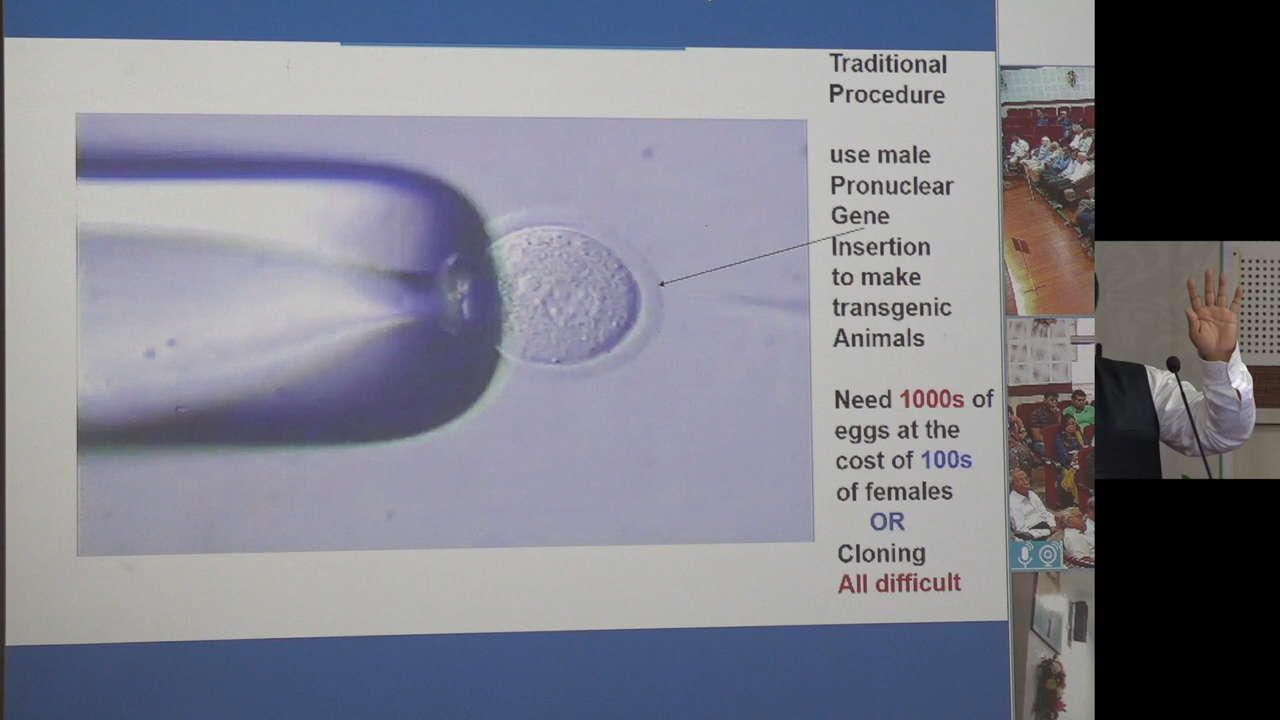 Traditional
Procedure
use male
Pronuclear
Gene
Insertion
to make
transgenic
Animals
Need 1000s of
eggs at the
cost of 100s
of females
OR
Cloning
All difficult